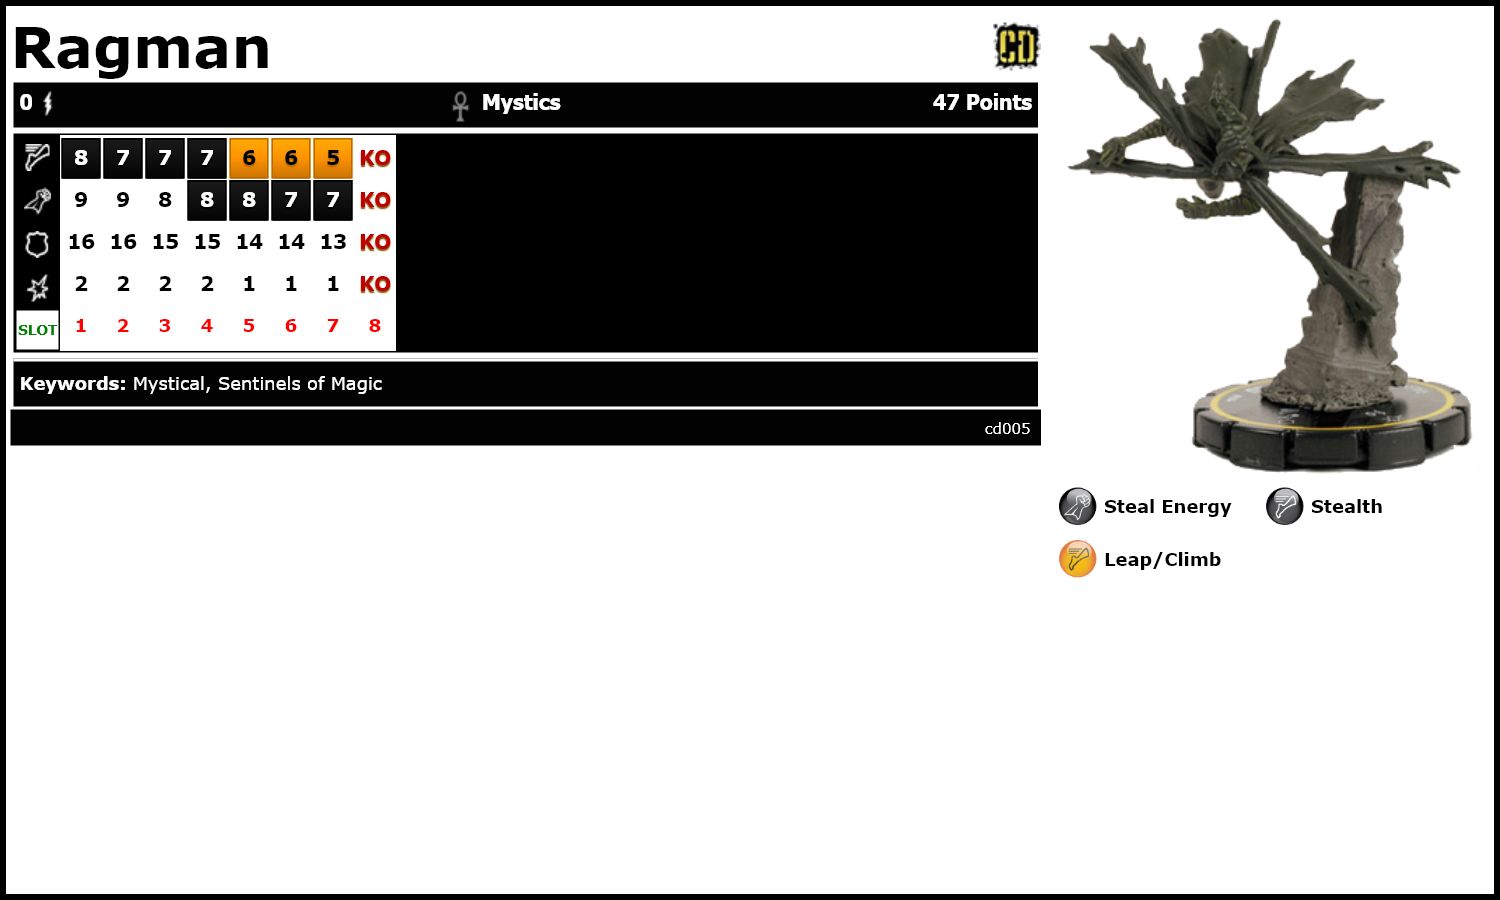 Ragman
CD
0 Mystics 47 Points
8 7 7 7 6 6 5 KO
9 9 8 8 8 7 7 KO
16 16 15 15 14 14 13 KO
2 2 2 2 1 1 1 KO
SLOT 1 2 3 4 5 6 7 8
Keywords: Mystical, Sentinels of Magic
cd005
Steal Energy Stealth
Leap/Climb